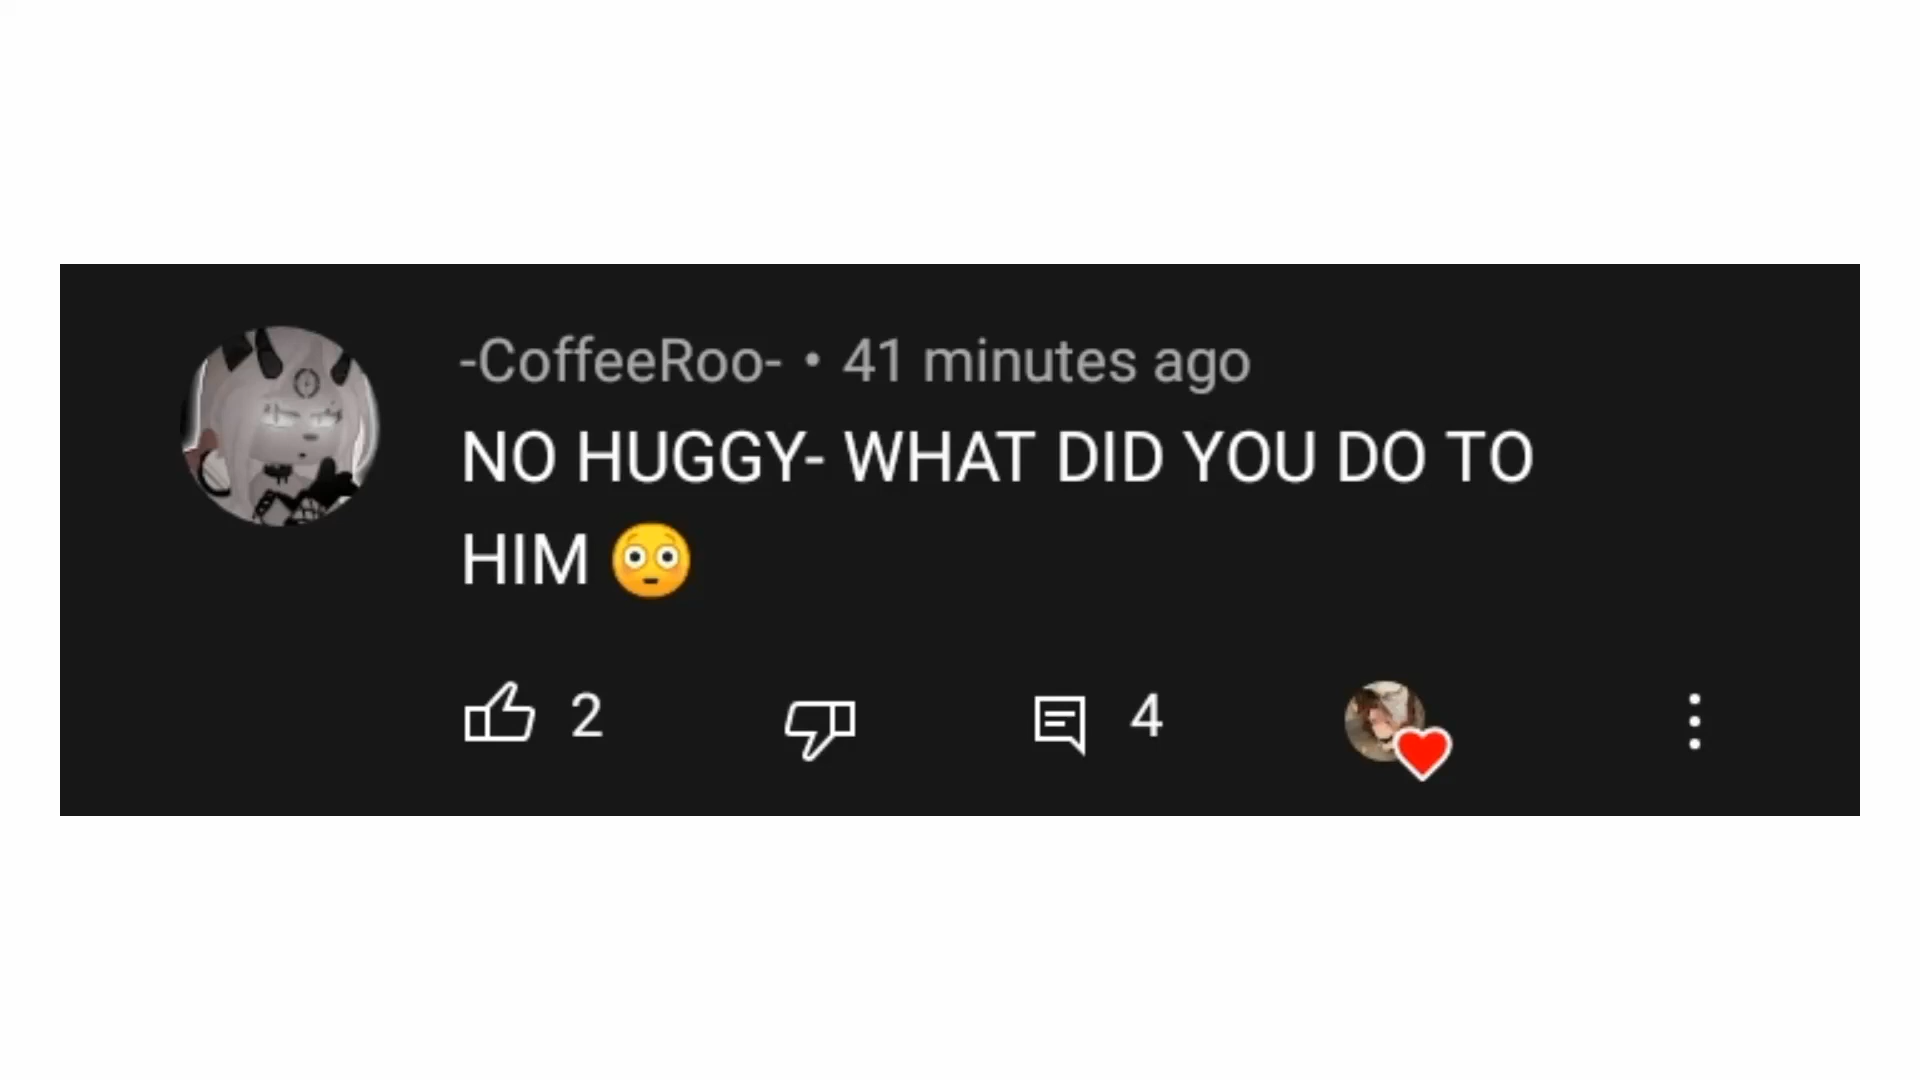 -CoffeeRoo- • 41 minutes ago
NO HUGGY- WHAT DID YOU DO TO
HIM 😳
2
4